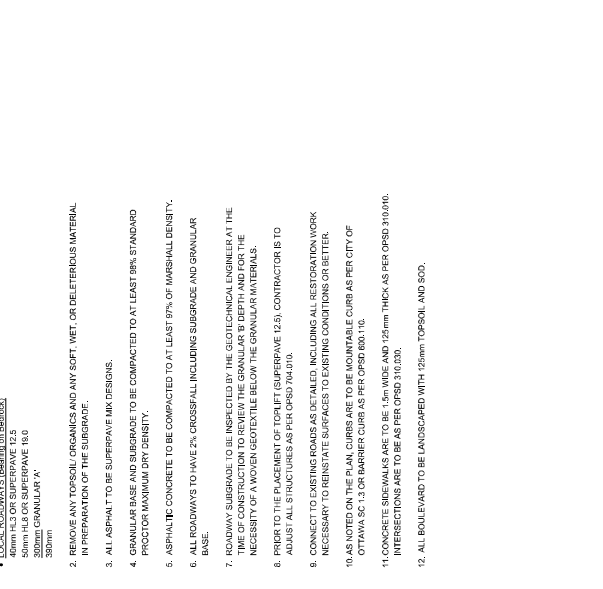 • LOCAL ROADWAYS (Bearing on Bedrock)
40mm HL3 OR SUPERPAVE 12.5
50mm HL8 OR SUPERPAVE 19.0
300mm GRANULAR 'A'
390mm
2. REMOVE ANY TOPSOIL/ ORGANICS AND ANY SOFT, WET, OR DELETERIOUS MATERIAL
IN PREPARATION OF THE SUBGRADE.
3. ALL ASPHALT TO BE SUPERPAVE MIX DESIGNS.
4. GRANULAR BASE AND SUBGRADE TO BE COMPACTED TO AT LEAST 98% STANDARD
PROCTOR MAXIMUM DRY DENSITY.
5. ASPHALTIC CONCRETE TO BE COMPACTED TO AT LEAST 97% OF MARSHALL DENSITY.
6. ALL ROADWAYS TO HAVE 2% CROSSFALL INCLUDING SUBGRADE AND GRANULAR
BASE.
7. ROADWAY SUBGRADE TO BE INSPECTED BY THE GEOTECHNICAL ENGINEER AT THE
TIME OF CONSTRUCTION TO REVIEW THE GRANULAR 'B' DEPTH AND FOR THE
NECESSITY OF A WOVEN GEOTEXTILE BELOW THE GRANULAR MATERIALS.
8. PRIOR TO THE PLACEMENT OF TOPLIFT (SUPERPAVE 12.5), CONTRACTOR IS TO
ADJUST ALL STRUCTURES AS PER OPSD 704.010.
9. CONNECT TO EXISTING ROADS AS DETAILED, INCLUDING ALL RESTORATION WORK
NECESSARY TO REINSTATE SURFACES TO EXISTING CONDITIONS OR BETTER.
10. AS NOTED ON THE PLAN, CURBS ARE TO BE MOUNTABLE CURB AS PER CITY OF
OTTAWA SC 1.3 OR BARRIER CURB AS PER OPSD 600.110.
11. CONCRETE SIDEWALKS ARE TO BE 1.5m WIDE AND 125mm THICK AS PER OPSD 310.010.
INTERSECTIONS ARE TO BE AS PER OPSD 310.030.
12. ALL BOULEVARD TO BE LANDSCAPED WITH 125mm TOPSOIL AND SOD.